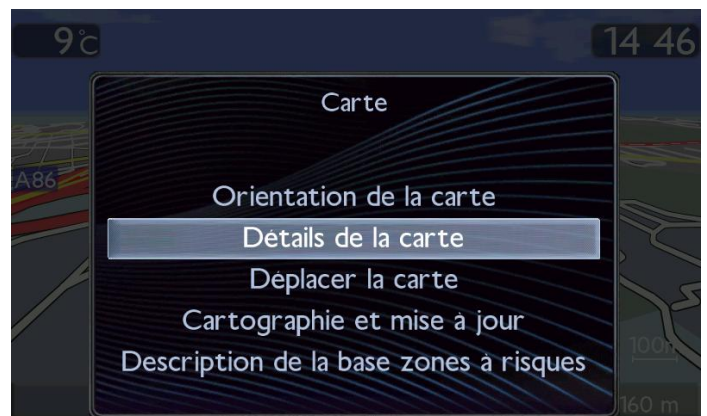 9°C
14 46
Carte
A86
Orientation de la carte
Détails de la carte
Déplacer la carte
Cartographie et mise à jour
Description de la base zones à risques
100m
160 m